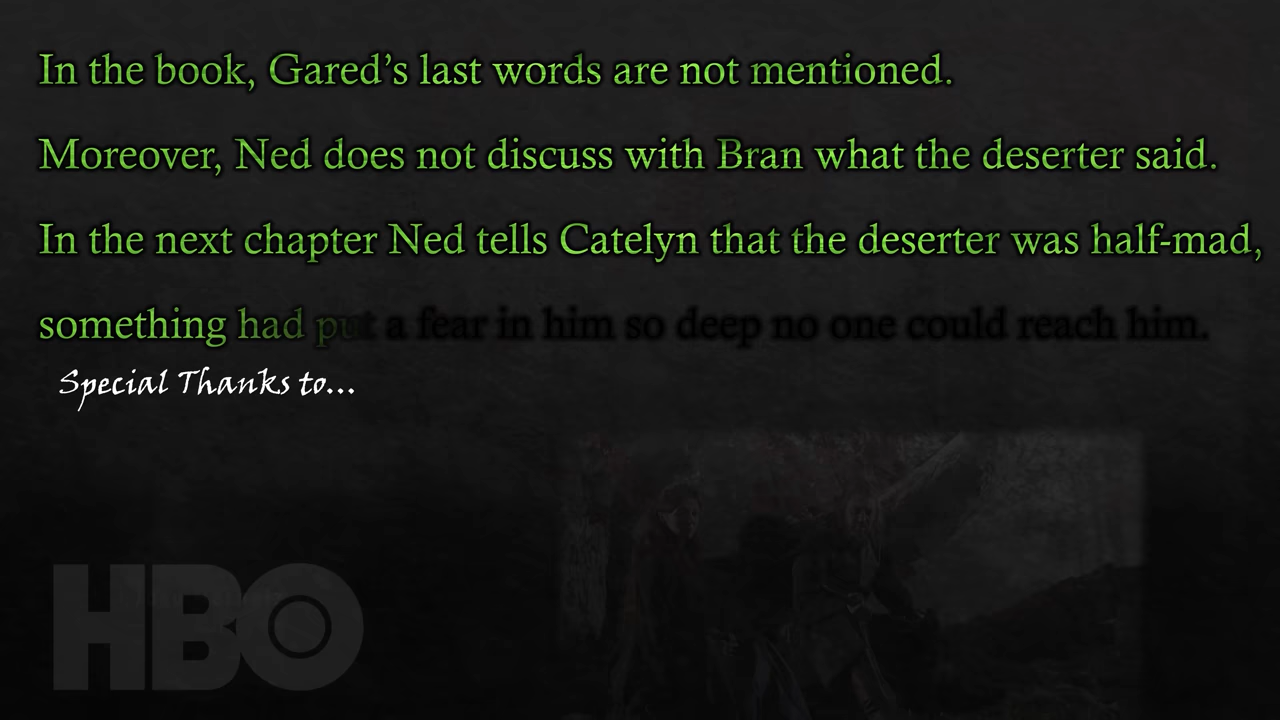 In the book, Gared’s last words are not mentioned.
Moreover, Ned does not discuss with Bran what the deserter said.
In the next chapter Ned tells Catelyn that the deserter was half-mad,
something had put a fear in him so deep no one could reach him.
Special Thanks to...
HBO